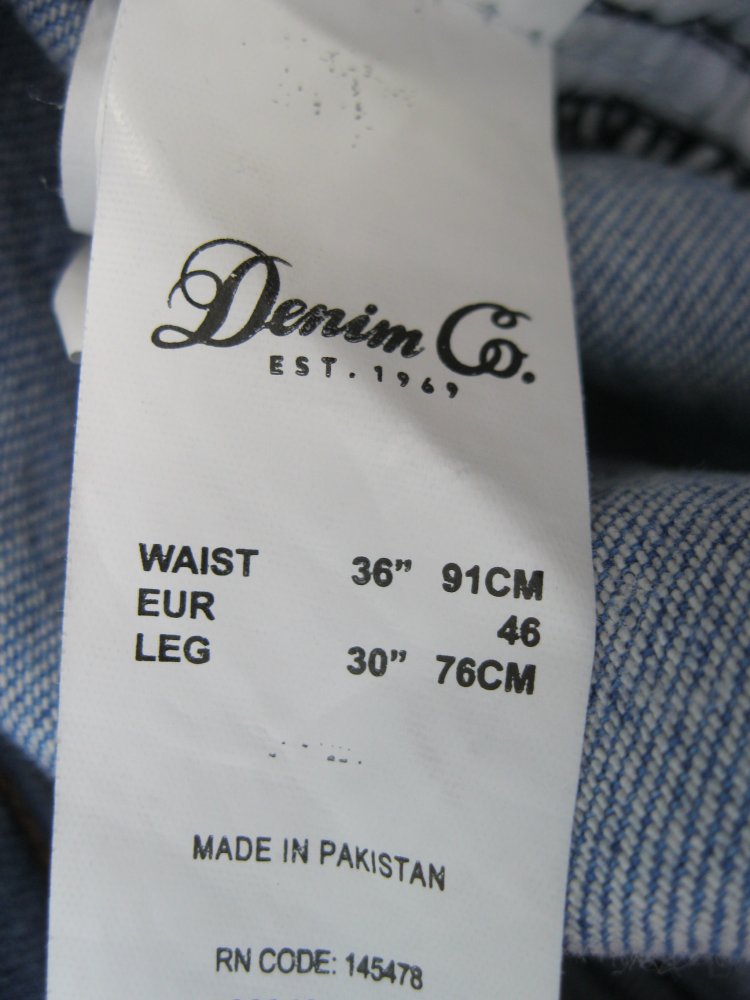 Denim Co.
EST. 1969
WAIST 36” 91CM
EUR 46
LEG 30” 76CM
MADE IN PAKISTAN
RN CODE: 145478